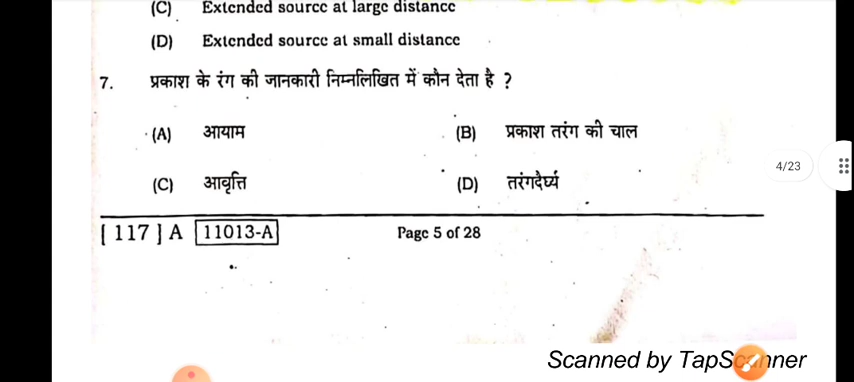 (C) Extended source at large distance
(D) Extended source at small distance
7. प्रकाश के रंग की जानकारी निम्नलिखित में कौन देता है ?
(A) आयाम (B) प्रकाश तरंग की चाल
(C) आवृत्ति (D) तरंगदैर्घ्य
4/23
[ 117 ] A 11013-A Page 5 of 28
Scanned by TapScanner